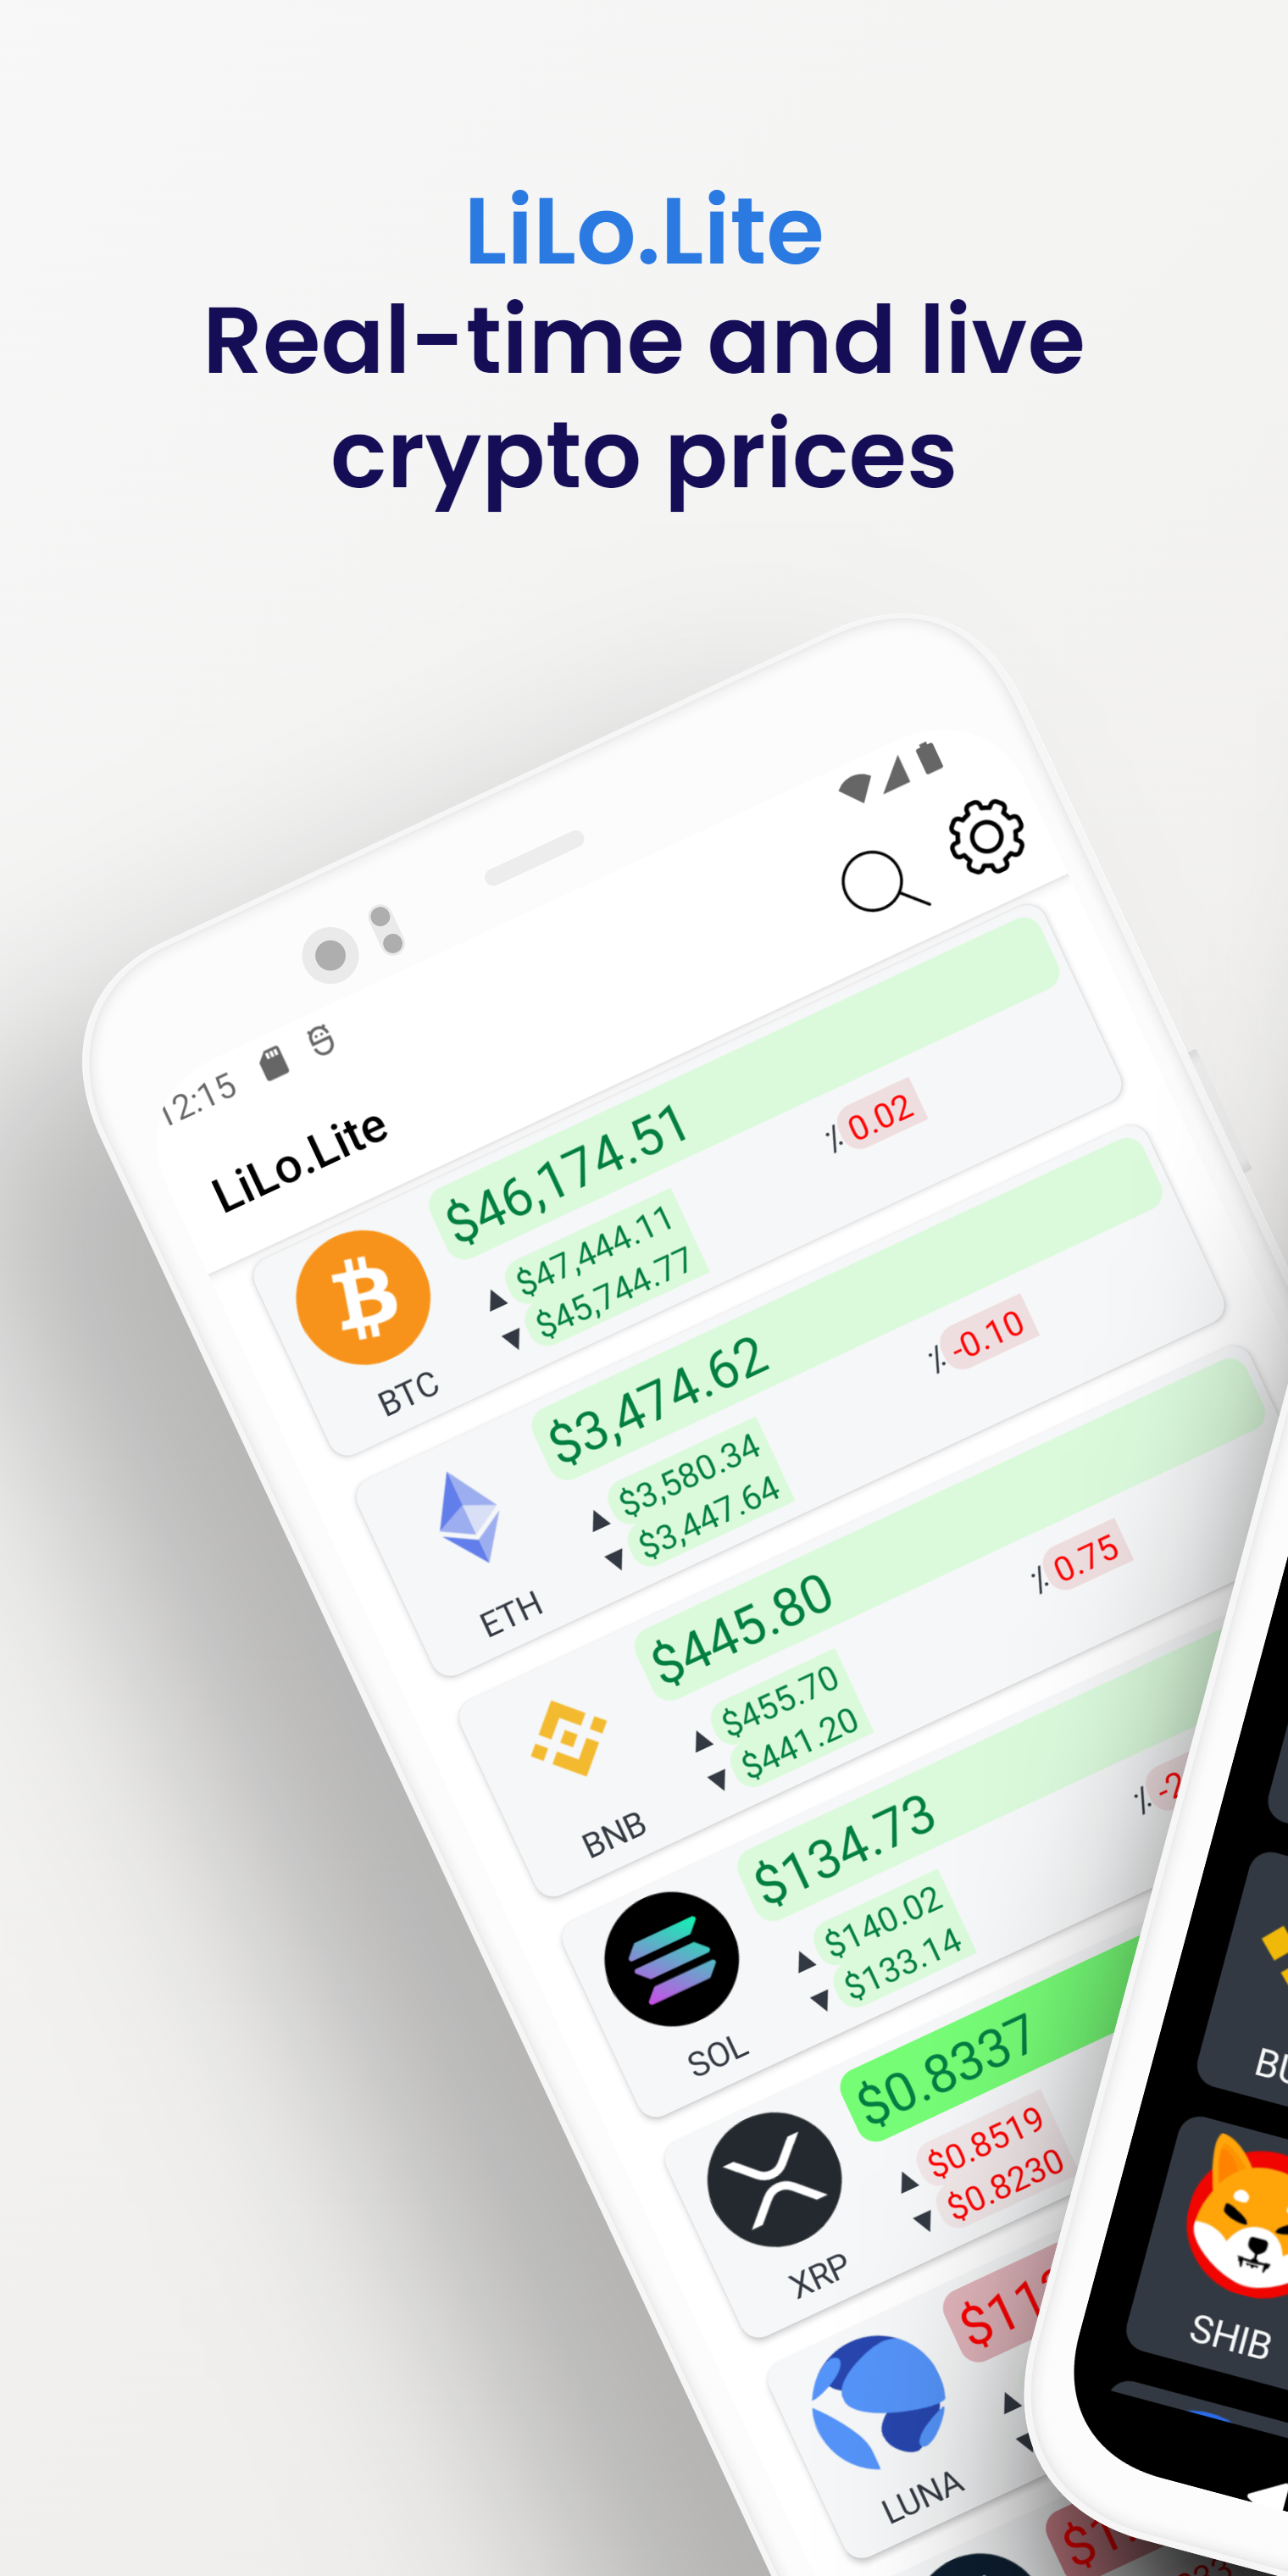 LiLo.Lite
Real-time and live
crypto prices
12:15
LiLo.Lite
BTC
$46,174.51
▲ $47,444.11
▼ $45,744.77
٪ 0.02
ETH
$3,474.62
▲ $3,580.34
▼ $3,447.64
٪ -0.10
BNB
$445.80
▲ $455.70
▼ $441.20
٪ 0.75
SOL
$134.73
▲ $140.02
▼ $133.14
XRP
$0.8337
▲ $0.8519
▼ $0.8230
LUNA
SHIB